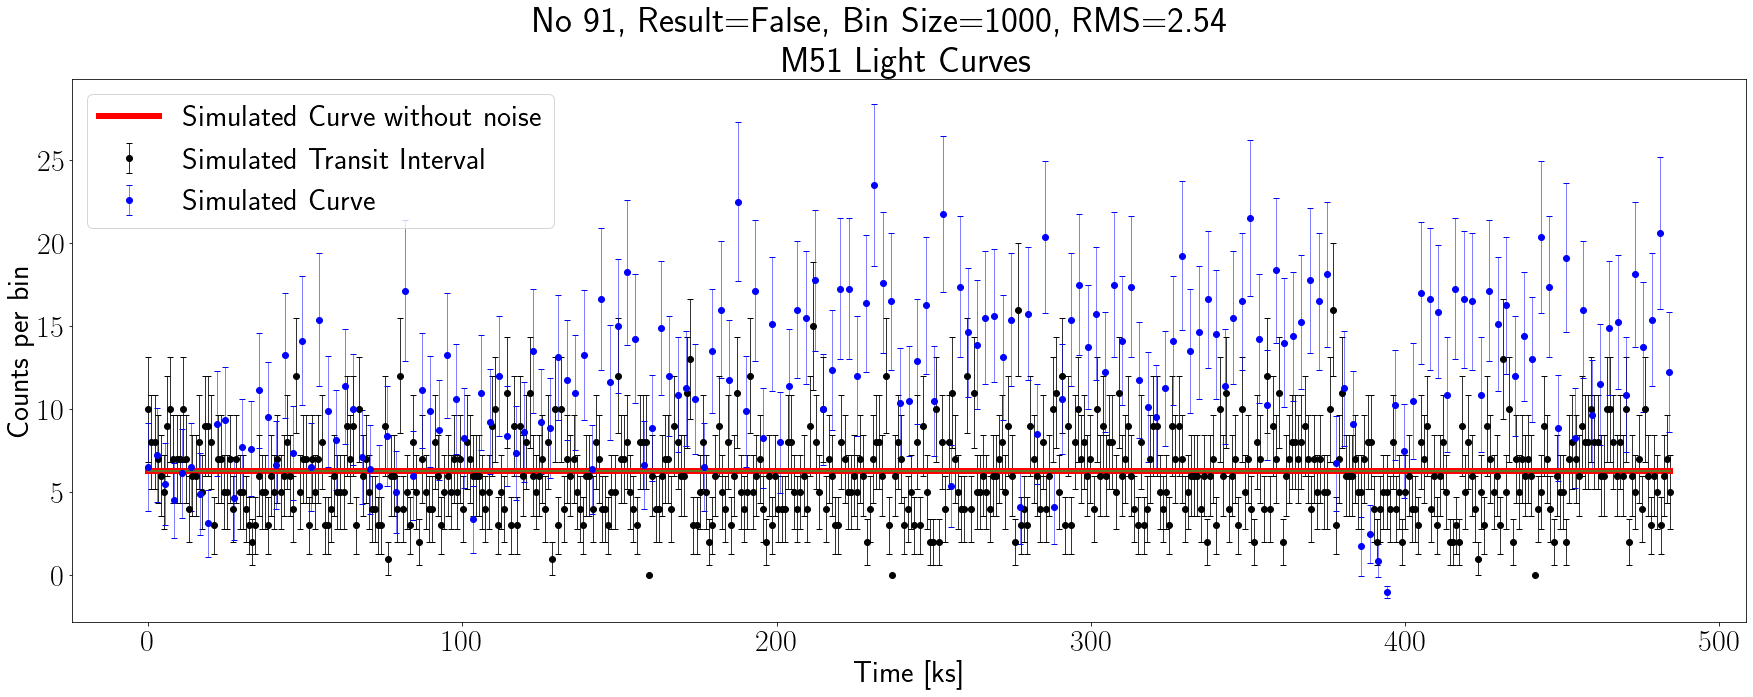 No 91, Result=False, Bin Size=1000, RMS=2.54
M51 Light Curves
Simulated Curve without noise
Simulated Transit Interval
Simulated Curve
Counts per bin
25
20
15
10
5
0
0 100 200 300 400 500
Time [ks]